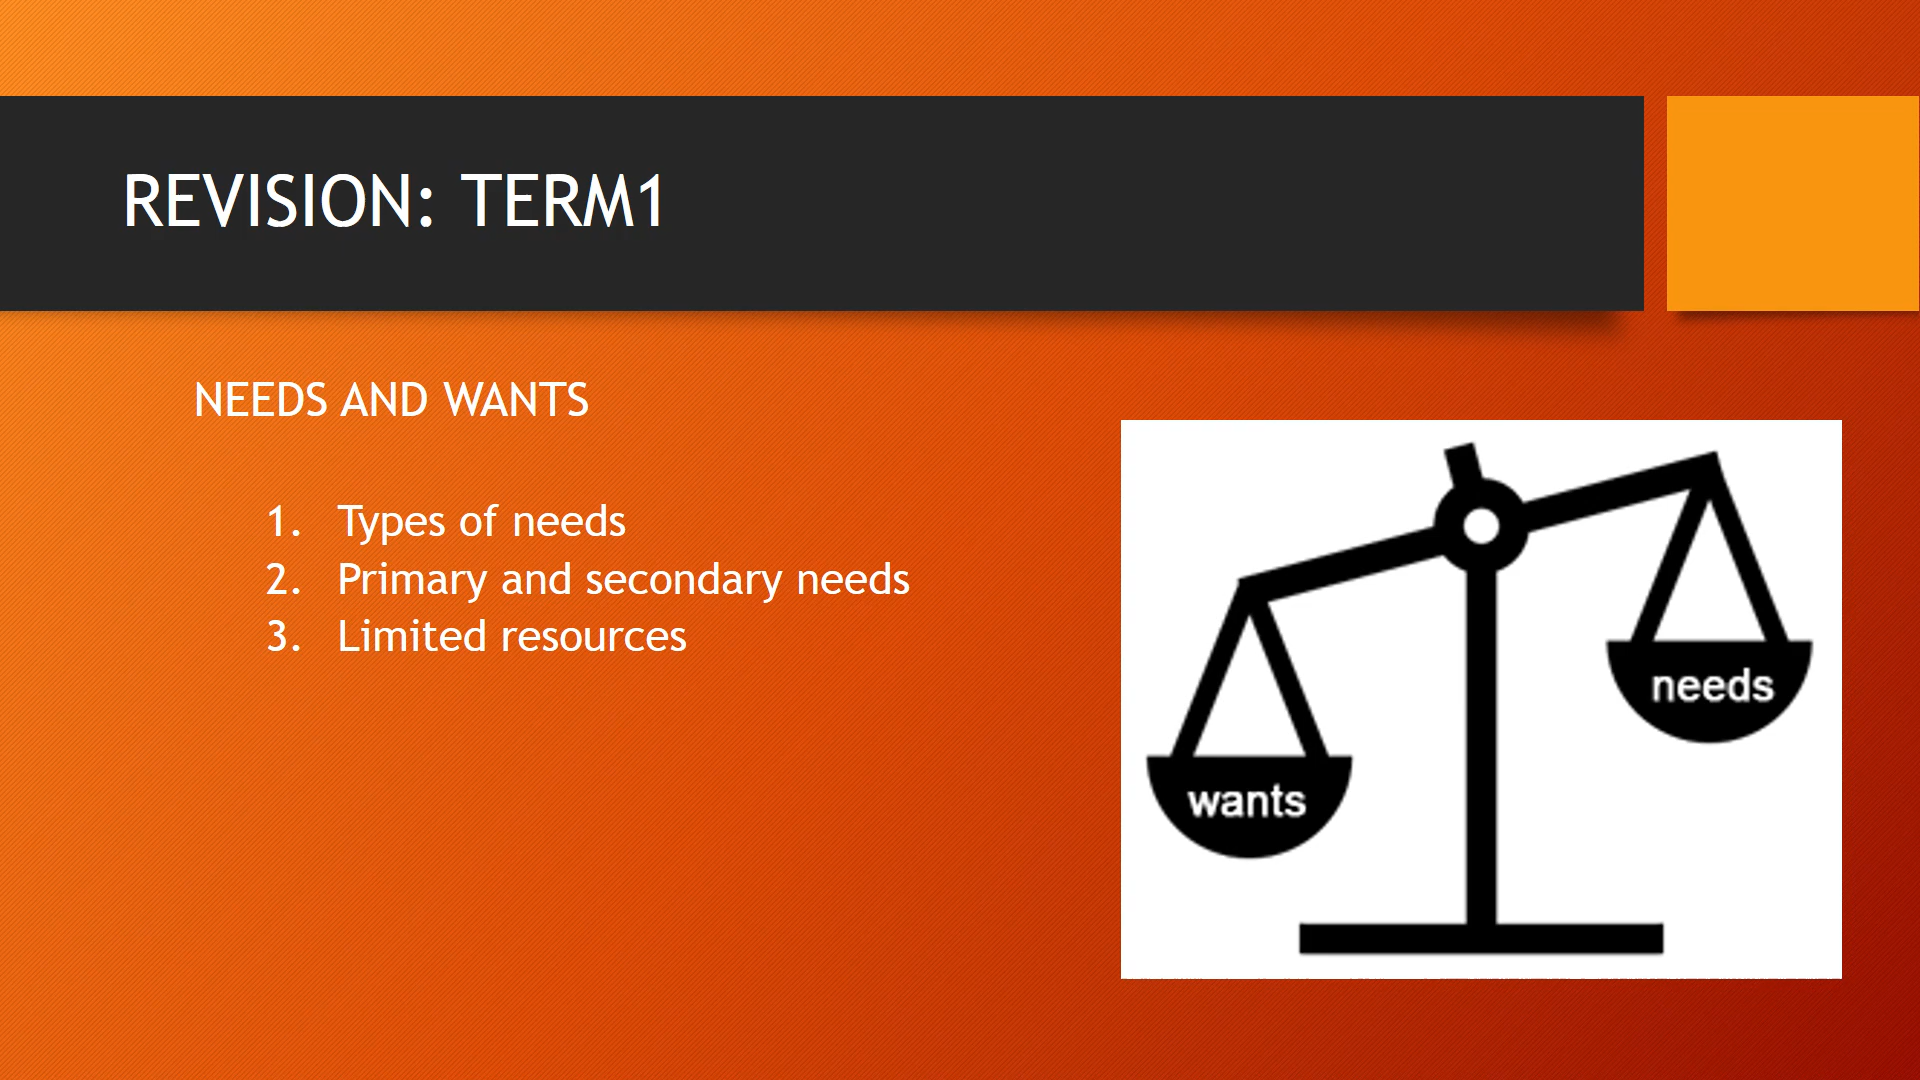 REVISION: TERM1
NEEDS AND WANTS
1. Types of needs
2. Primary and secondary needs
3. Limited resources
needs
wants